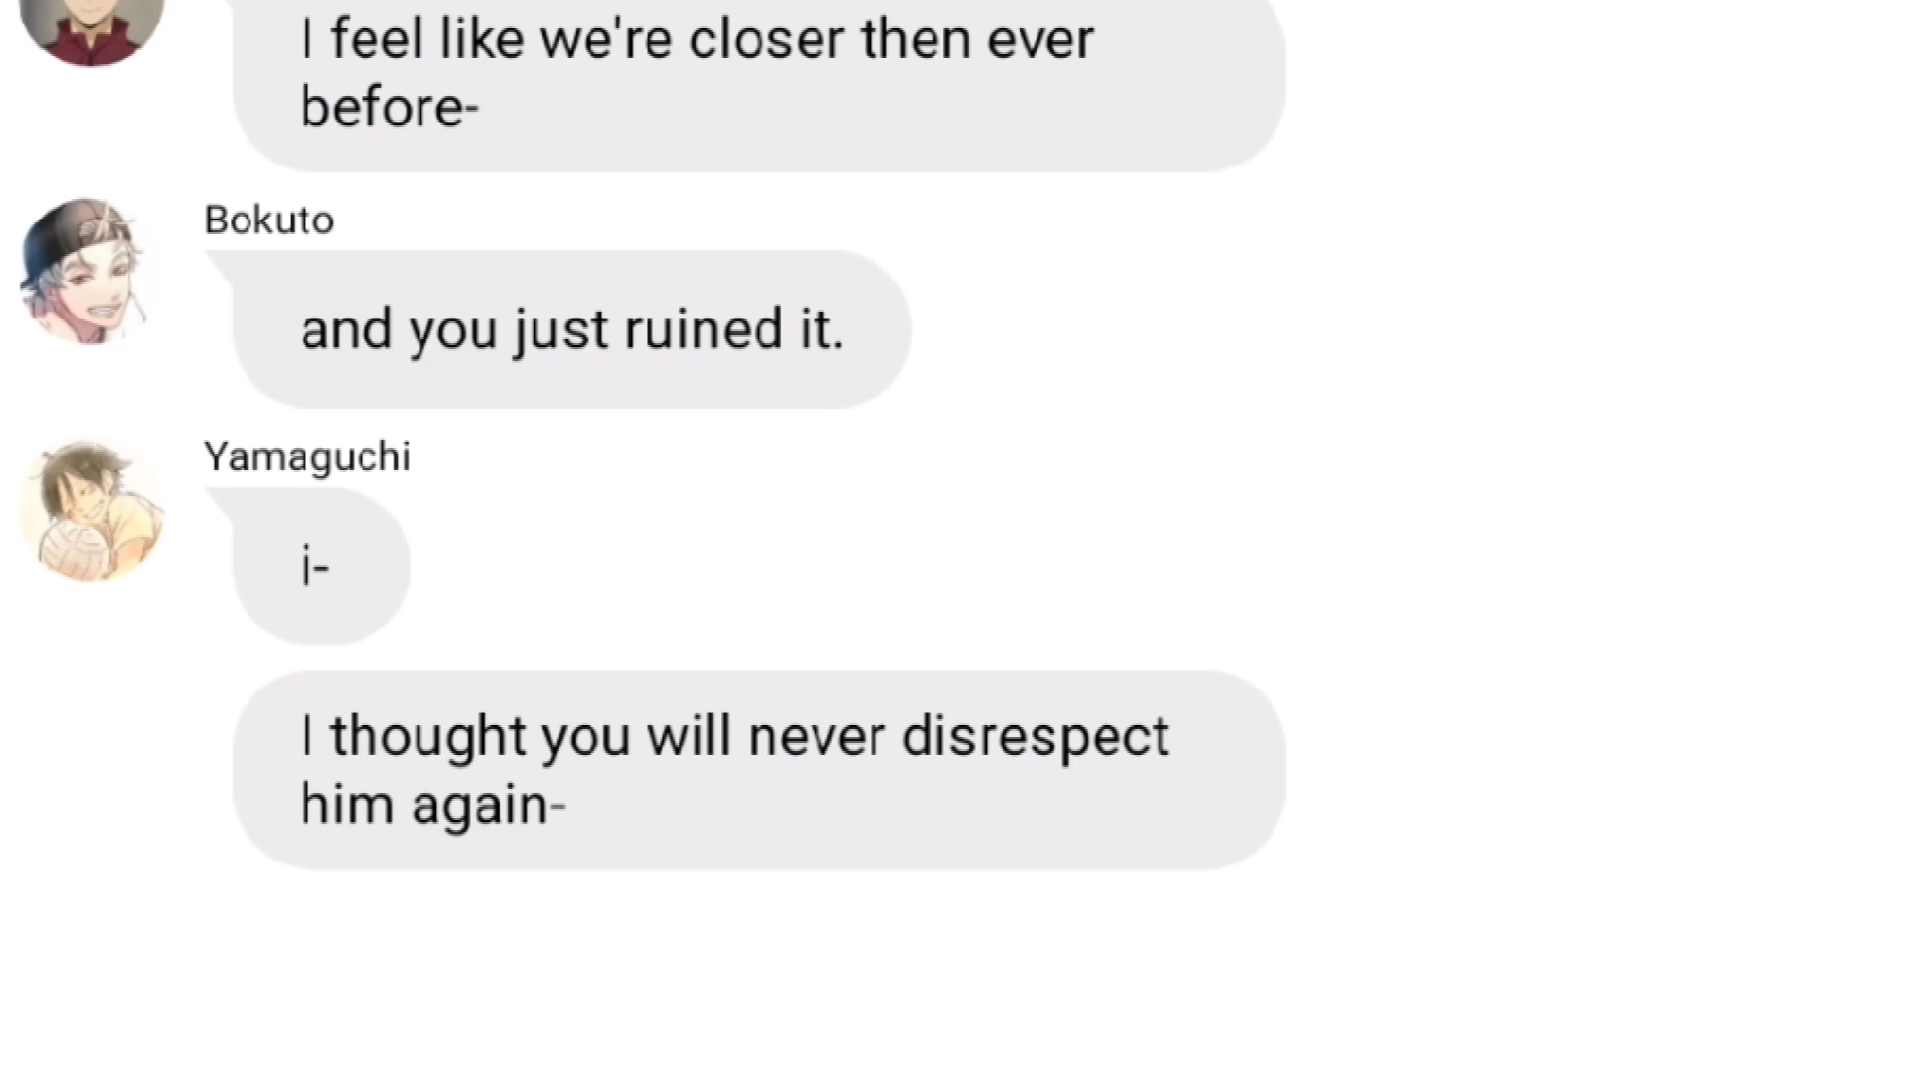 I feel like we're closer then ever
before-
Bokuto
and you just ruined it.
Yamaguchi
i-
I thought you will never disrespect
him again-